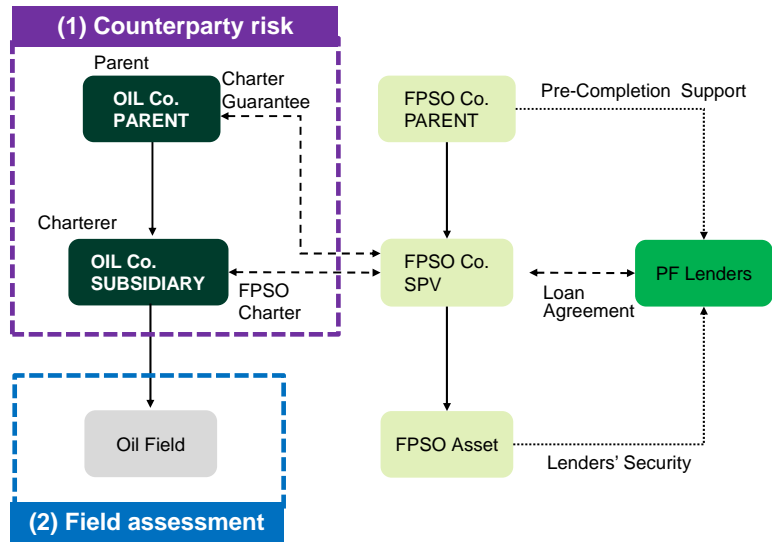 (1) Counterparty risk
Parent
OIL Co.
PARENT
Charter
Guarantee
FPSO Co.
PARENT
Pre-Completion Support
Charterer
OIL Co.
SUBSIDIARY
FPSO
Charter
FPSO Co.
SPV
Loan
Agreement
PF Lenders
Oil Field
FPSO Asset
Lenders’ Security
(2) Field assessment